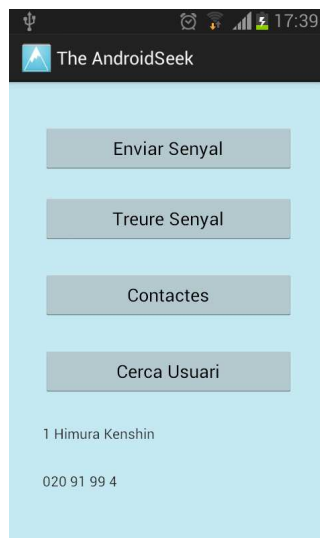 17:39
The AndroidSeek
Enviar Senyal
Treure Senyal
Contactes
Cerca Usuari
1 Himura Kenshin
020 91 99 4